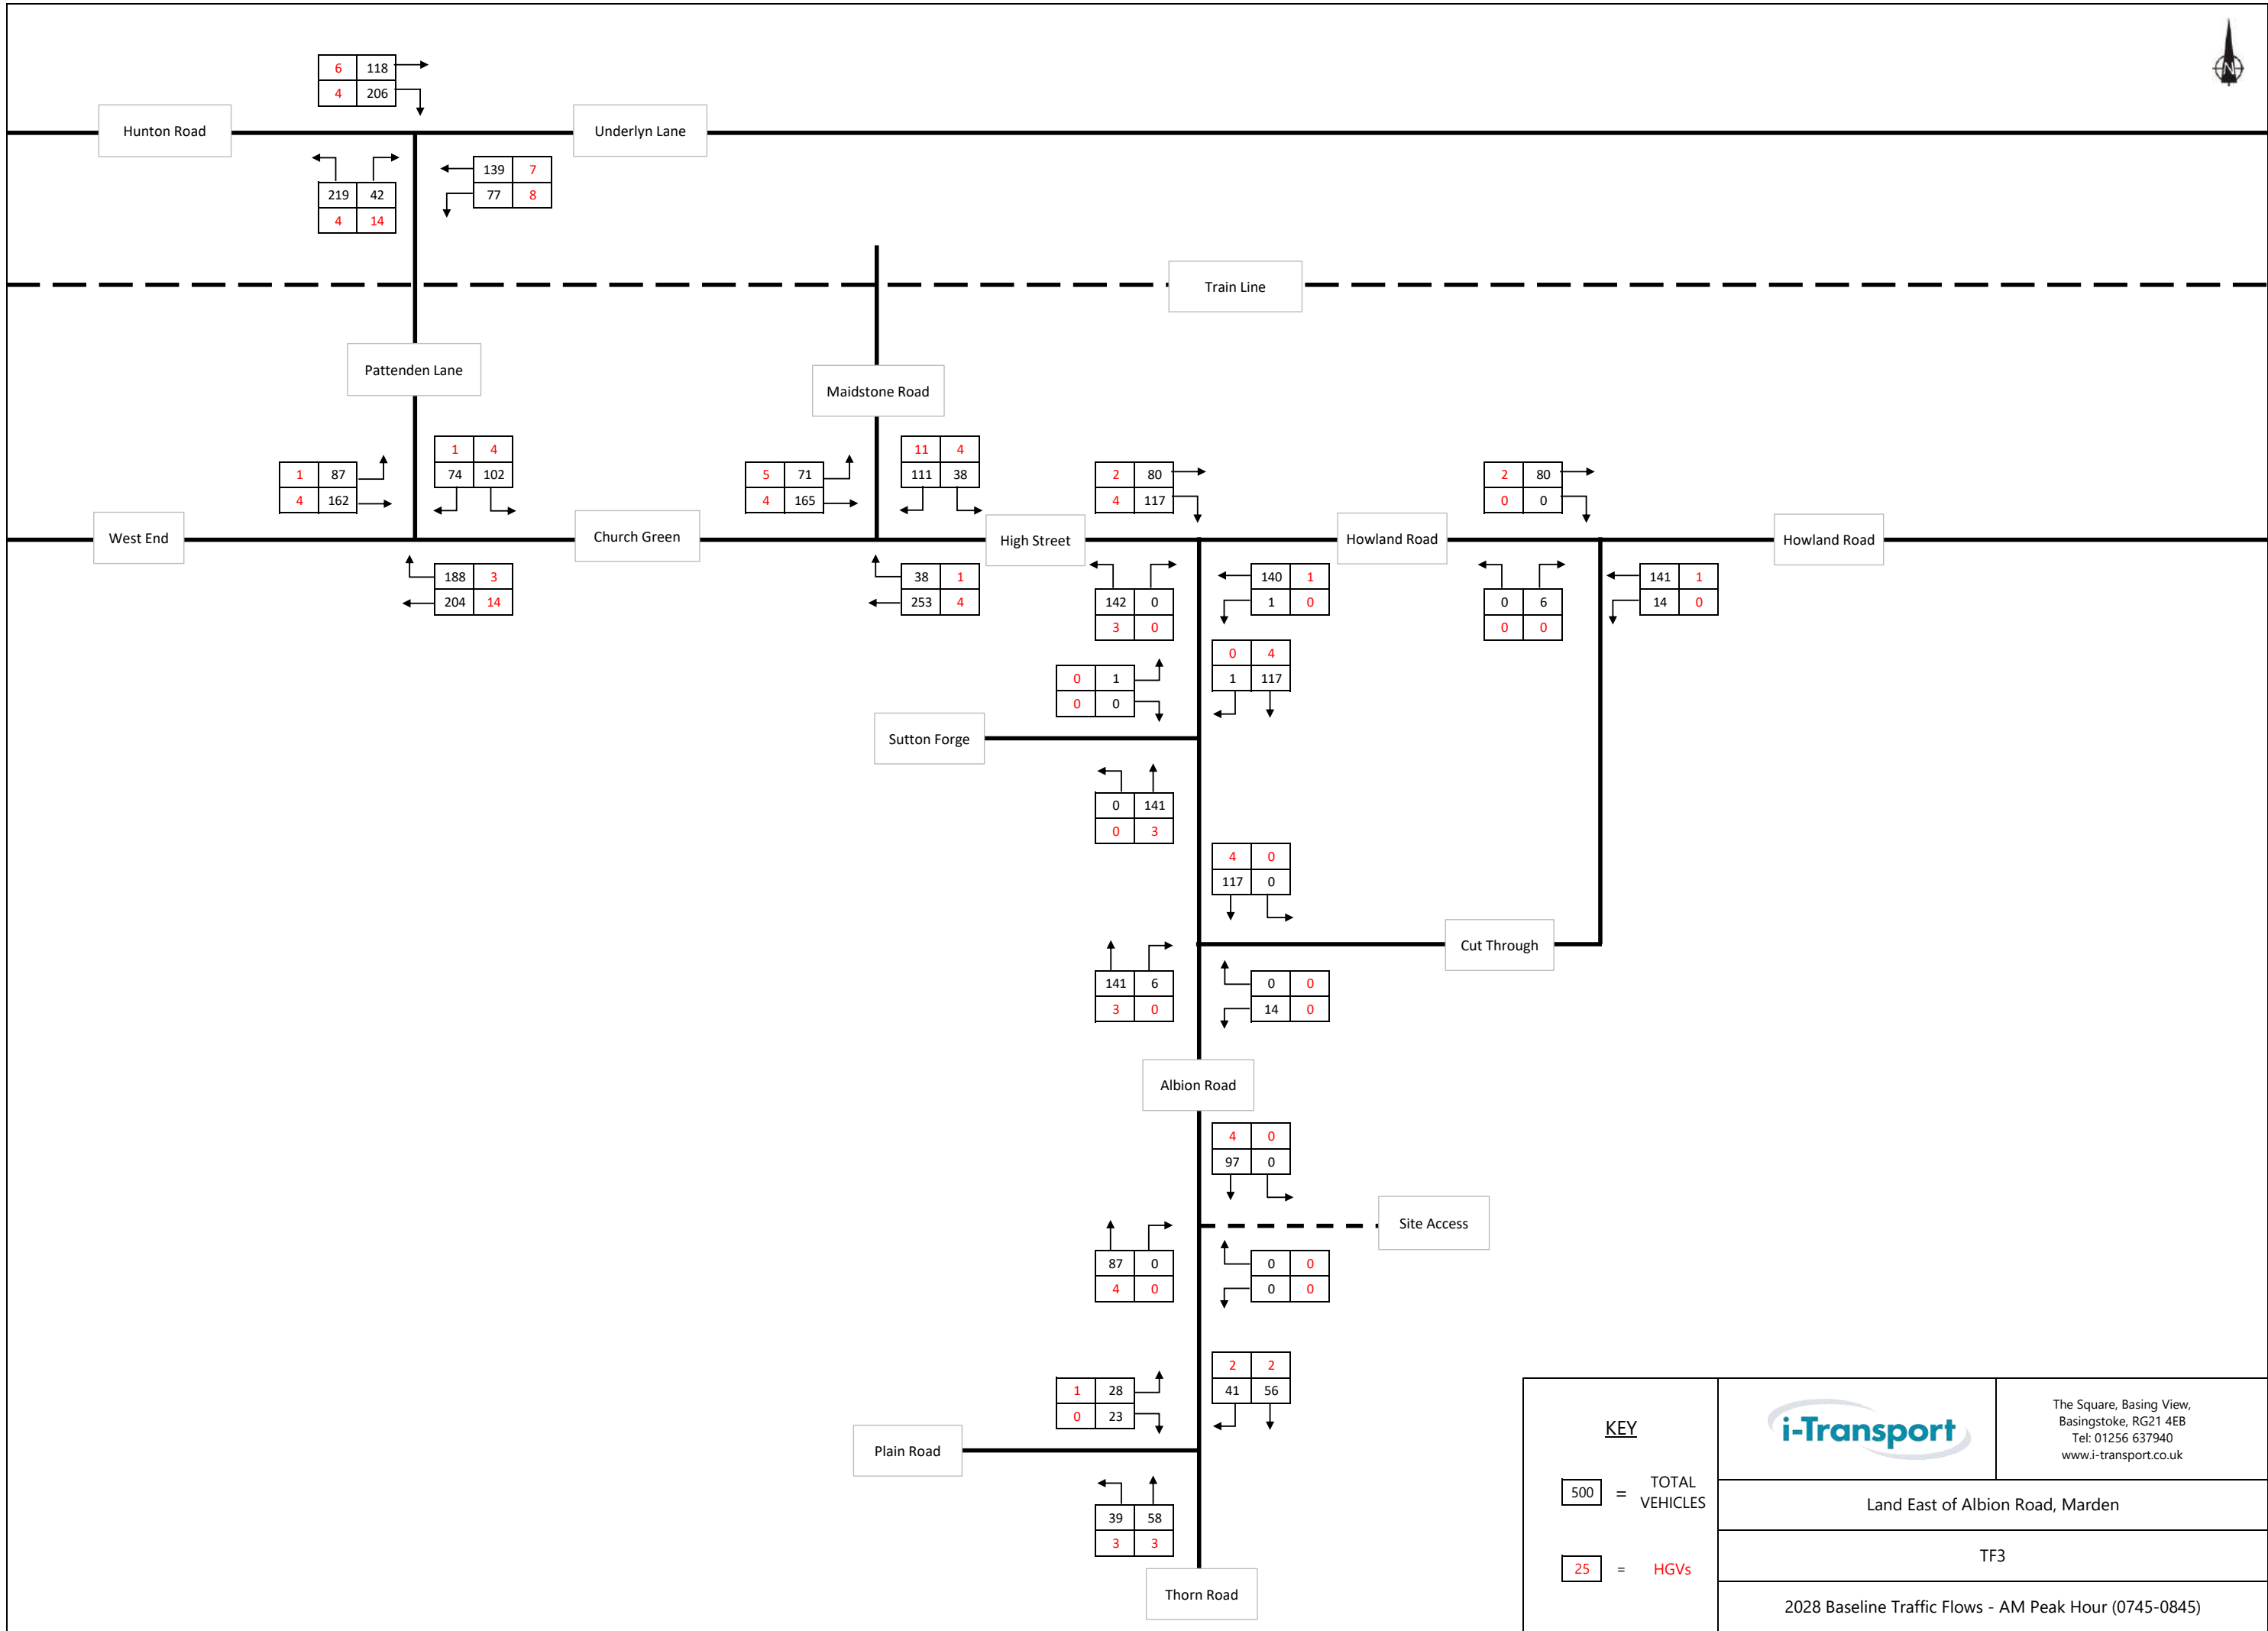 N
6 118
4 206
Hunton Road
Underlyn Lane
219 42
4 14
139 7
77 8
Train Line
Pattenden Lane
Maidstone Road
1 87
4 162
1 4
74 102
5 71
4 165
11 4
111 38
2 80
4 117
2 80
0 0
West End
Church Green
High Street
Howland Road
Howland Road
188 3
204 14
38 1
253 4
142 0
3 0
140 1
1 0
0 6
0 0
141 1
14 0
0 1
0 0
0 4
1 117
Sutton Forge
0 141
0 3
4 0
117 0
Cut Through
141 6
3 0
0 0
14 0
Albion Road
4 0
97 0
Site Access
87 0
4 0
0 0
0 0
1 28
0 23
2 2
41 56
Plain Road
39 58
3 3
Thorn Road
KEY
500 = TOTAL
VEHICLES
25 = HGVs
i-Transport
The Square, Basing View,
Basingstoke, RG21 4EB
Tel: 01256 637940
www.i-transport.co.uk
Land East of Albion Road, Marden
TF3
2028 Baseline Traffic Flows - AM Peak Hour (0745-0845)